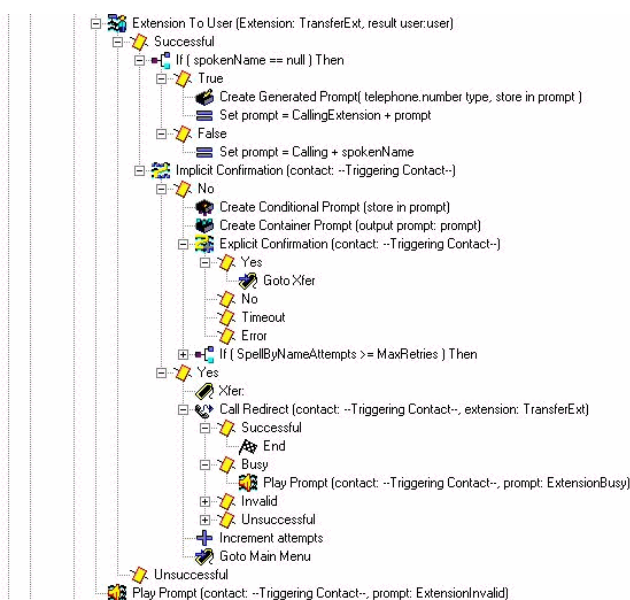 Extension To User (Extension: TransferExt, result user:user)
Successful
If ( spokenName == null ) Then
True
Create Generated Prompt( telephone.number type, store in prompt )
Set prompt = CallingExtension + prompt
False
Set prompt = Calling + spokenName
Implicit Confirmation (contact: --Triggering Contact--)
No
Create Conditional Prompt (store in prompt)
Create Container Prompt (output prompt: prompt)
Explicit Confirmation (contact: --Triggering Contact--)
Yes
Goto Xfer
No
Timeout
Error
If ( SpellByNameAttempts >= MaxRetries ) Then
Yes
Xfer:
Call Redirect (contact: --Triggering Contact--, extension: TransferExt)
Successful
End
Busy
Play Prompt (contact: --Triggering Contact--, prompt: ExtensionBusy)
Invalid
Unsuccessful
Increment attempts
Goto Main Menu
Unsuccessful
Play Prompt (contact: --Triggering Contact--, prompt: ExtensionInvalid)